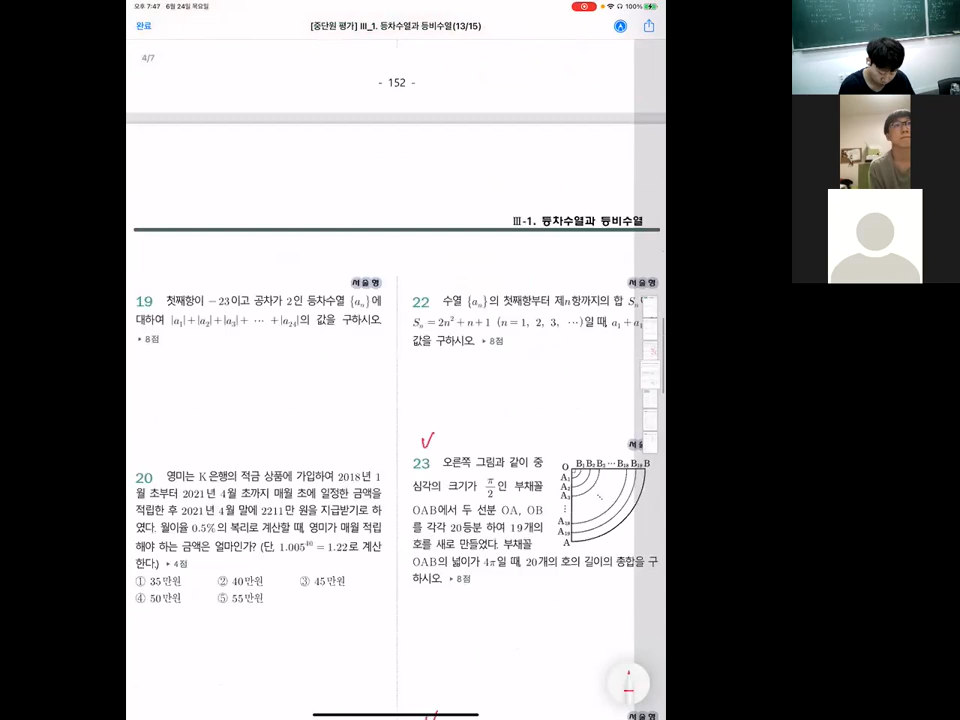 오후 7:47 6월 24일 목요일
100%
완료
[중단원 평가] III_1. 등차수열과 등비수열(13/15)
4/7
- 152 -
Ⅲ-1. 등차수열과 등비수열
서술형
19 첫째항이 -23이고 공차가 2인 등차수열 {aₙ}에
대하여 |a₁|+|a₂|+|a₃|+ ⋯ +|a₂₄|의 값을 구하시오.
▶ 8점
20 영미는 K은행의 적금 상품에 가입하여 2018년 1
월 초부터 2021년 4월 초까지 매월 초에 일정한 금액을
적립한 후 2021년 4월 말에 2211만 원을 지급받기로 하
였다. 월이율 0.5%의 복리로 계산할 때, 영미가 매월 적립
해야 하는 금액은 얼마인가? (단, 1.005⁴⁰ = 1.22로 계산
한다.) ▶ 4점
① 35만원 ② 40만원 ③ 45만원
④ 50만원 ⑤ 55만원
서술형
22 수열 {aₙ}의 첫째항부터 제n항까지의 합 Sₙ
Sₙ = 2n² + n + 1 (n = 1, 2, 3, ⋯)일 때, a₁ + a
값을 구하시오. ▶ 8점
서술
23 오른쪽 그림과 같이 중
심각의 크기가 π/2인 부채꼴
OAB에서 두 선분 OA, OB
를 각각 20등분 하여 19개의
호를 새로 만들었다. 부채꼴
OAB의 넓이가 4π일 때, 20개의 호의 길이의 총합을 구
하시오. ▶ 8점
O B₁ B₂ B₃ ⋯ B₁₈ B₁₉ B
A₁
A₂
A₃
⋮
A₁₈
A₁₉
A
서술형